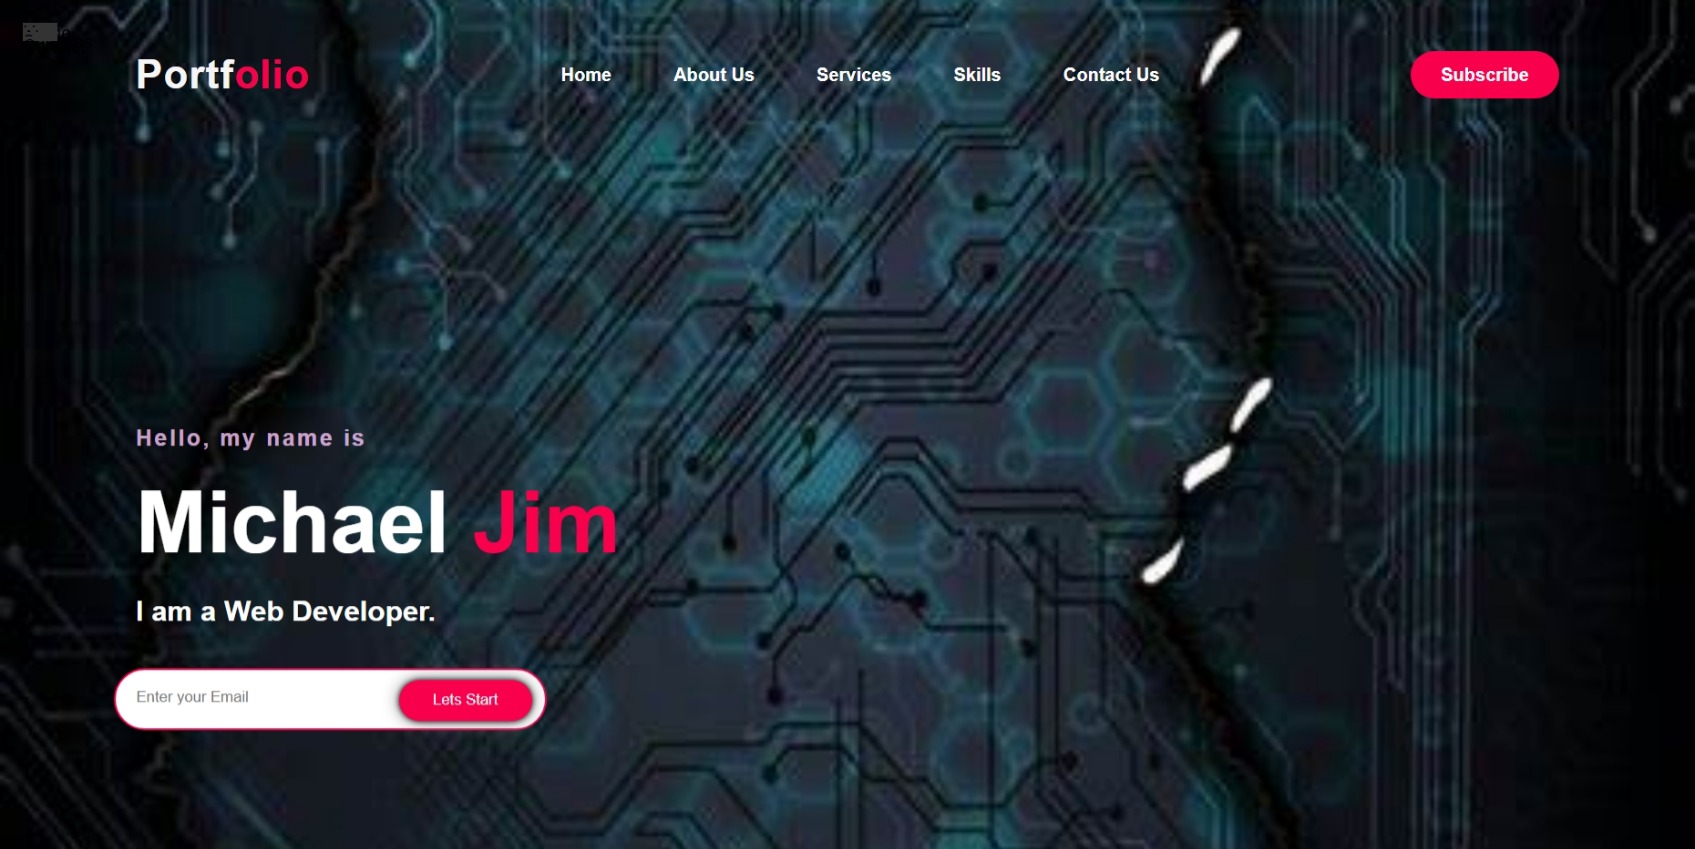 Portfolio
Home About Us Services Skills Contact Us Subscribe
Hello, my name is
Michael Jim
I am a Web Developer.
Enter your Email Lets Start